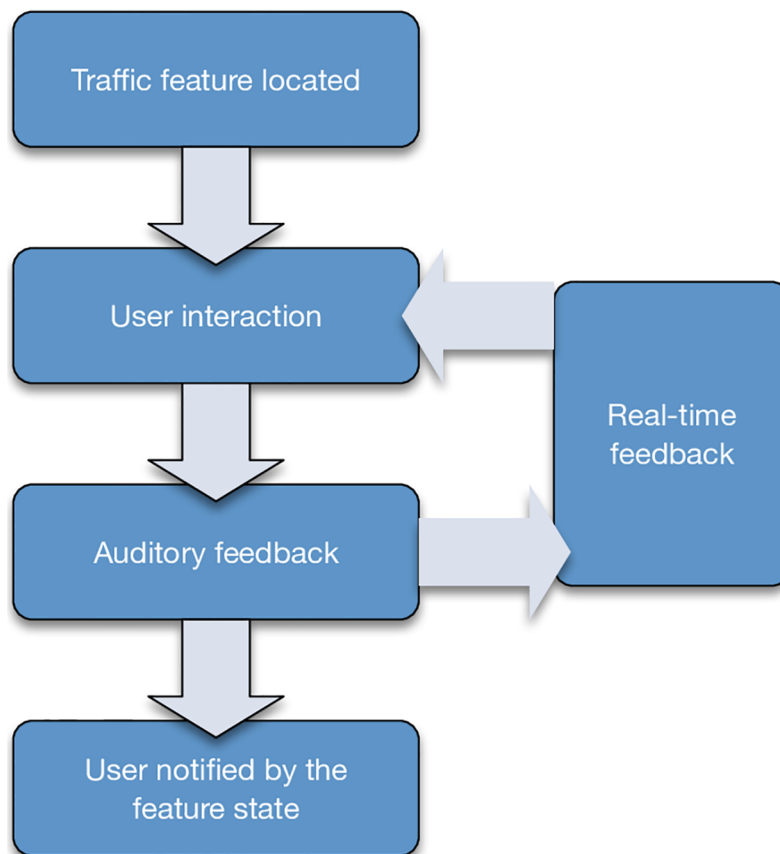 Traffic feature located
User interaction
Real-time
feedback
Auditory feedback
User notified by the
feature state